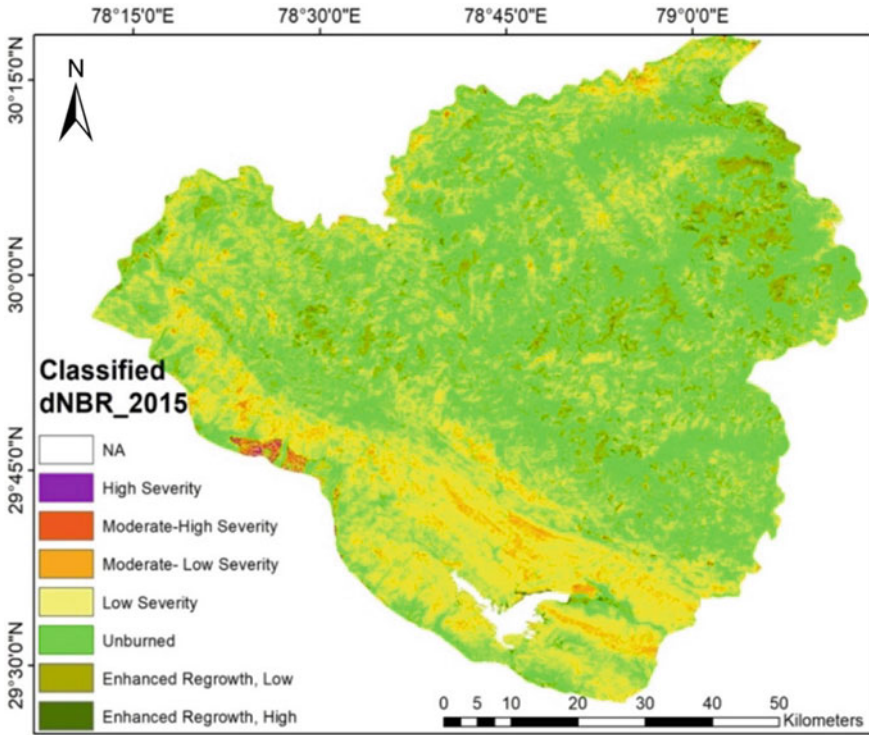 78°15'0"E 78°30'0"E 78°45'0"E 79°0'0"E
N
30°15'0"N
30°0'0"N
29°45'0"N
29°30'0"N
Classified
dNBR_2015
NA
High Severity
Moderate-High Severity
Moderate- Low Severity
Low Severity
Unburned
Enhanced Regrowth, Low
Enhanced Regrowth, High
0 5 10 20 30 40 50
Kilometers